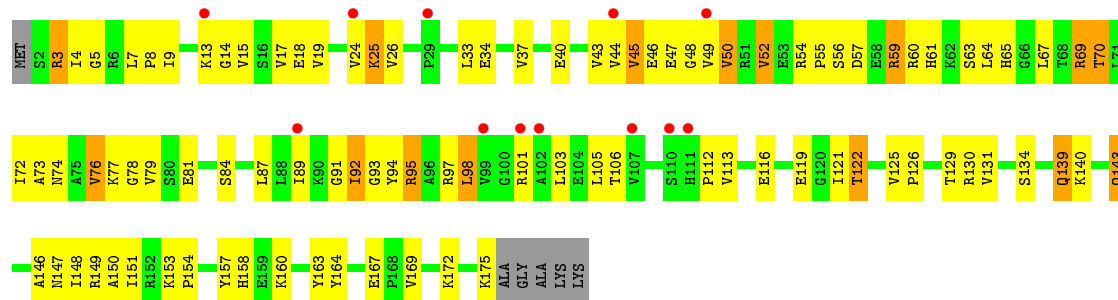 MET S2 R3 I4 G5 R6 L7 P8 I9 K13 G14 V15 S16 V17 E18 V19 V24 K25 V26 P29 L33 E34 V37 E40 V43 V44 V45 E46 E47 G48 V49 V50 R51 V52 E53 R54 P55 S56 D57 E58 R59 R60 H61 K62 S63 L64 H65 G66 L67 T68 R69 T70 L71
I72 A73 N74 A75 V76 K77 G78 V79 S80 E81 S84 L87 L88 I89 K90 G91 I92 G93 Y94 R95 A96 R97 L98 V99 G100 R101 A102 L103 E104 L105 T106 V107 S110 H111 P112 V113 E116 E119 G120 I121 T122 V125 P126 T129 R130 V131 S134 Q139 K140 Q143
A146 N147 I148 R149 A150 I151 R152 K153 P154 Y157 H158 E159 K160 Y163 Y164 E167 P168 V169 K172 K175 ALA GLY ALA LYS LYS